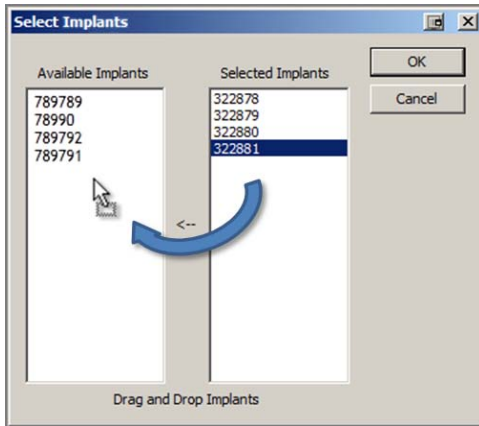 Select Implants
Available Implants
Selected Implants
OK
Cancel
789789
78990
789792
789791
322878
322879
322880
322881
<--
Drag and Drop Implants